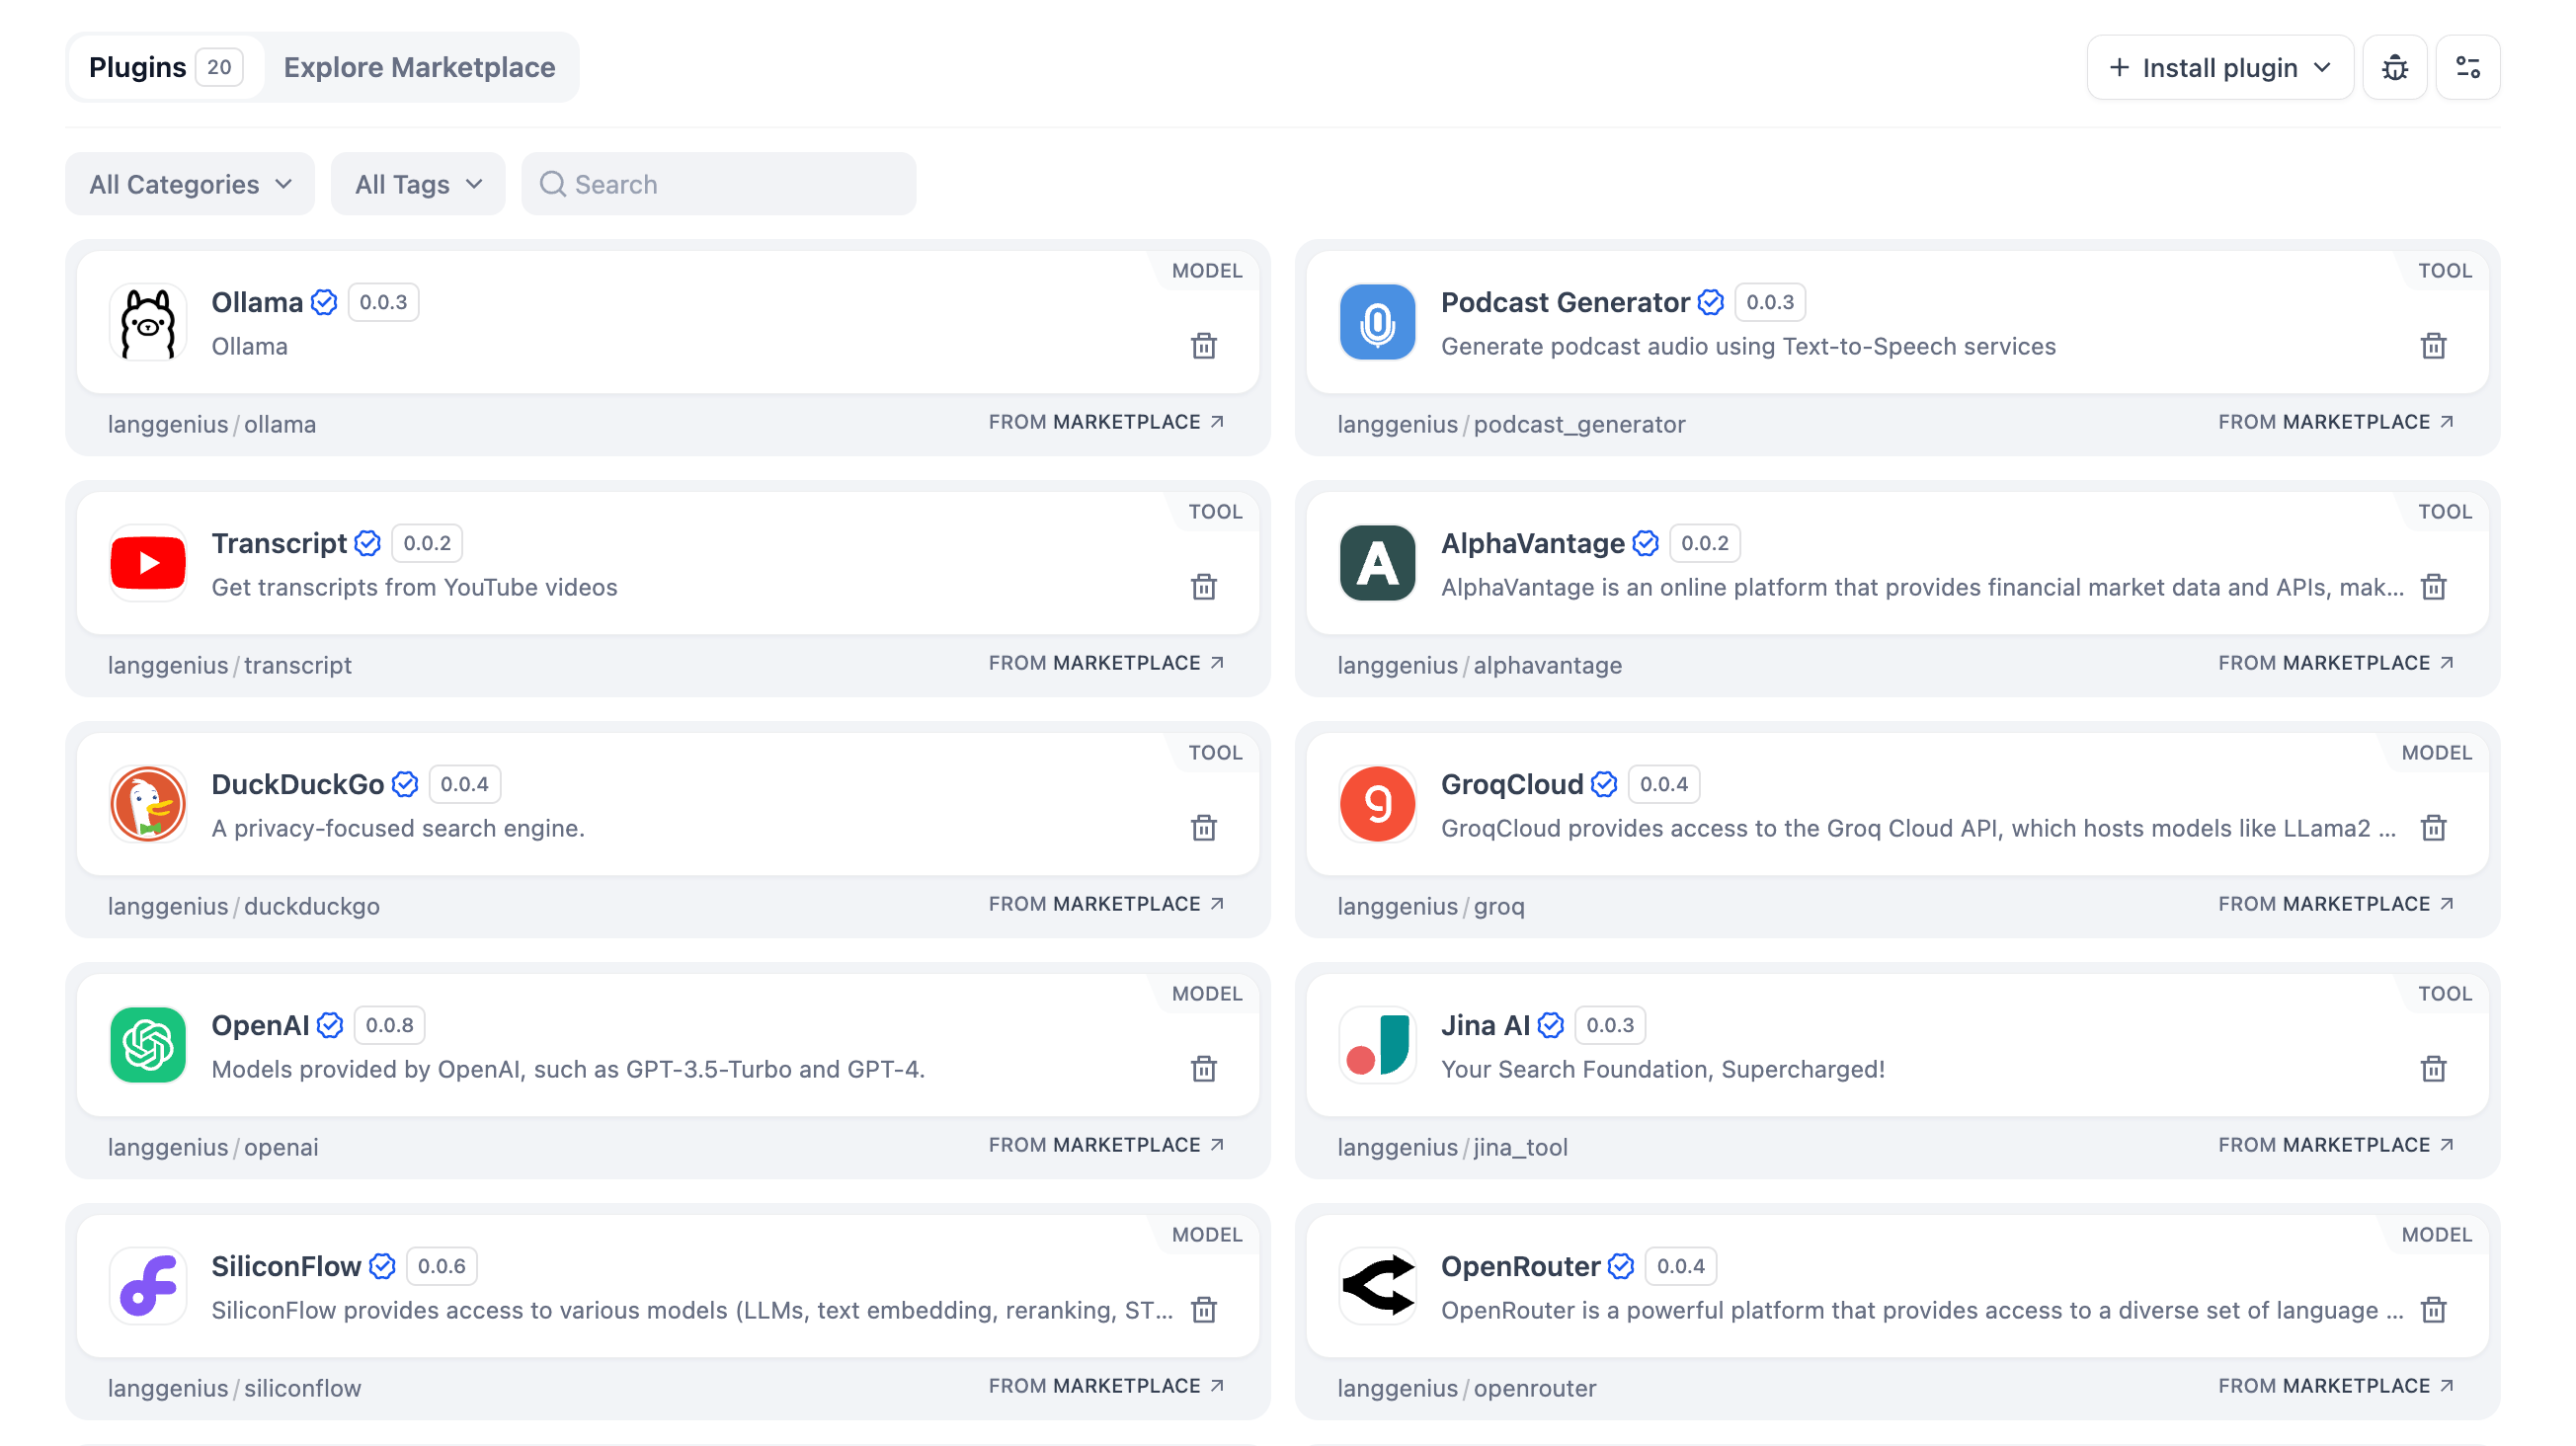 Plugins 20 Explore Marketplace
Install plugin
All Categories All Tags Search
MODEL
Ollama 0.0.3
Ollama
langgenius/ollama FROM MARKETPLACE
TOOL
Podcast Generator 0.0.3
Generate podcast audio using Text-to-Speech services
langgenius/podcast_generator FROM MARKETPLACE
TOOL
Transcript 0.0.2
Get transcripts from YouTube videos
langgenius/transcript FROM MARKETPLACE
TOOL
AlphaVantage 0.0.2
AlphaVantage is an online platform that provides financial market data and APIs, mak...
langgenius/alphavantage FROM MARKETPLACE
TOOL
DuckDuckGo 0.0.4
A privacy-focused search engine.
langgenius/duckduckgo FROM MARKETPLACE
MODEL
GroqCloud 0.0.4
GroqCloud provides access to the Groq Cloud API, which hosts models like LLama2 ...
langgenius/groq FROM MARKETPLACE
MODEL
OpenAI 0.0.8
Models provided by OpenAI, such as GPT-3.5-Turbo and GPT-4.
langgenius/openai FROM MARKETPLACE
TOOL
Jina AI 0.0.3
Your Search Foundation, Supercharged!
langgenius/jina_tool FROM MARKETPLACE
MODEL
SiliconFlow 0.0.6
SiliconFlow provides access to various models (LLMs, text embedding, reranking, ST...
langgenius/siliconflow FROM MARKETPLACE
MODEL
OpenRouter 0.0.4
OpenRouter is a powerful platform that provides access to a diverse set of language ...
langgenius/openrouter FROM MARKETPLACE